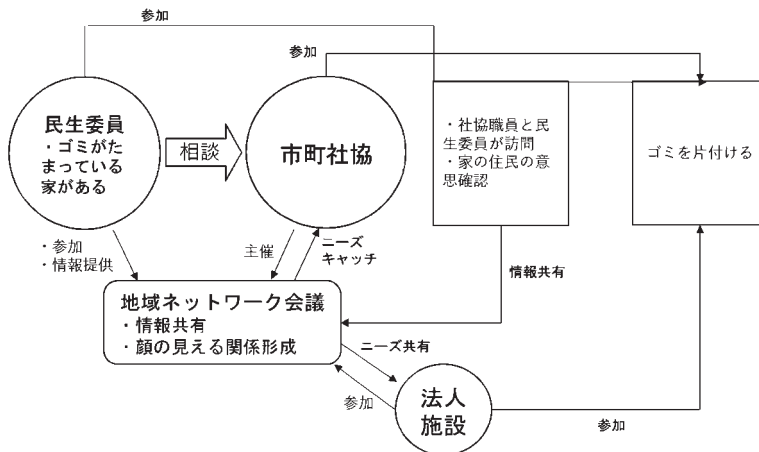 参加
参加
民生委員
・ゴミがた
まっている
家がある
相談
市町社協
・社協職員と民
生委員が訪問
・家の住民の意
思確認
ゴミを片付ける
・参加
・情報提供
主催
ニーズ
キャッチ
情報共有
地域ネットワーク会議
・情報共有
・顔の見える関係形成
ニーズ共有
参加
法人
施設
参加